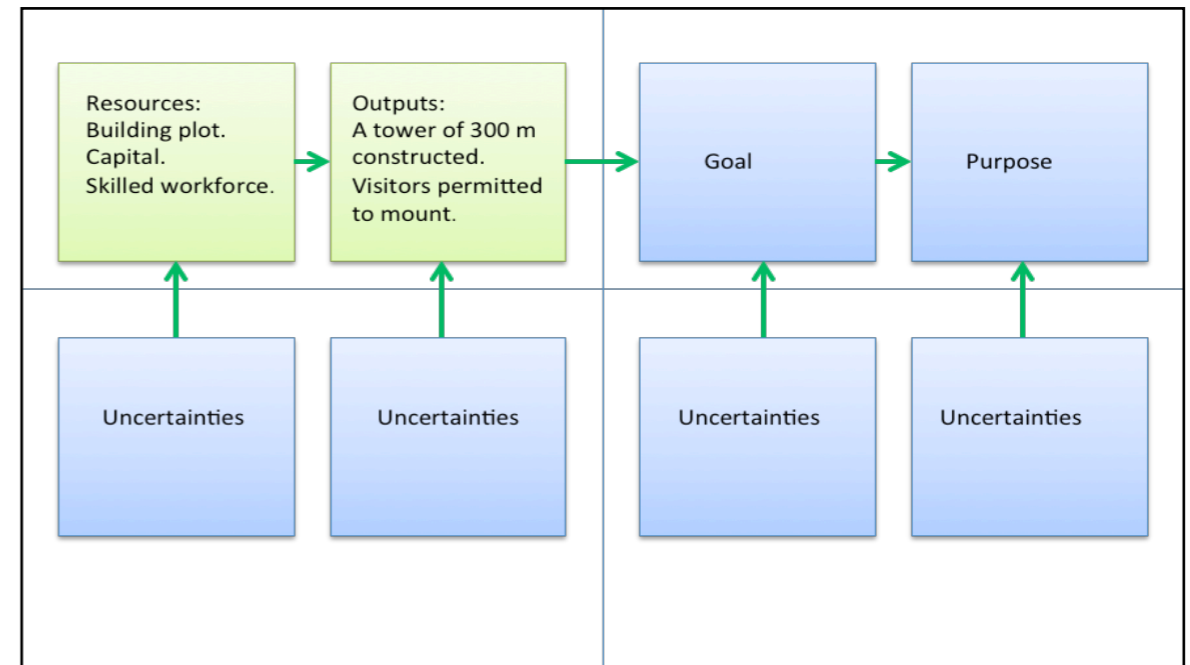 Resources:
Building plot.
Capital.
Skilled workforce.
Outputs:
A tower of 300 m
constructed.
Visitors permitted
to mount.
Goal
Purpose
Uncertainties
Uncertainties
Uncertainties
Uncertainties